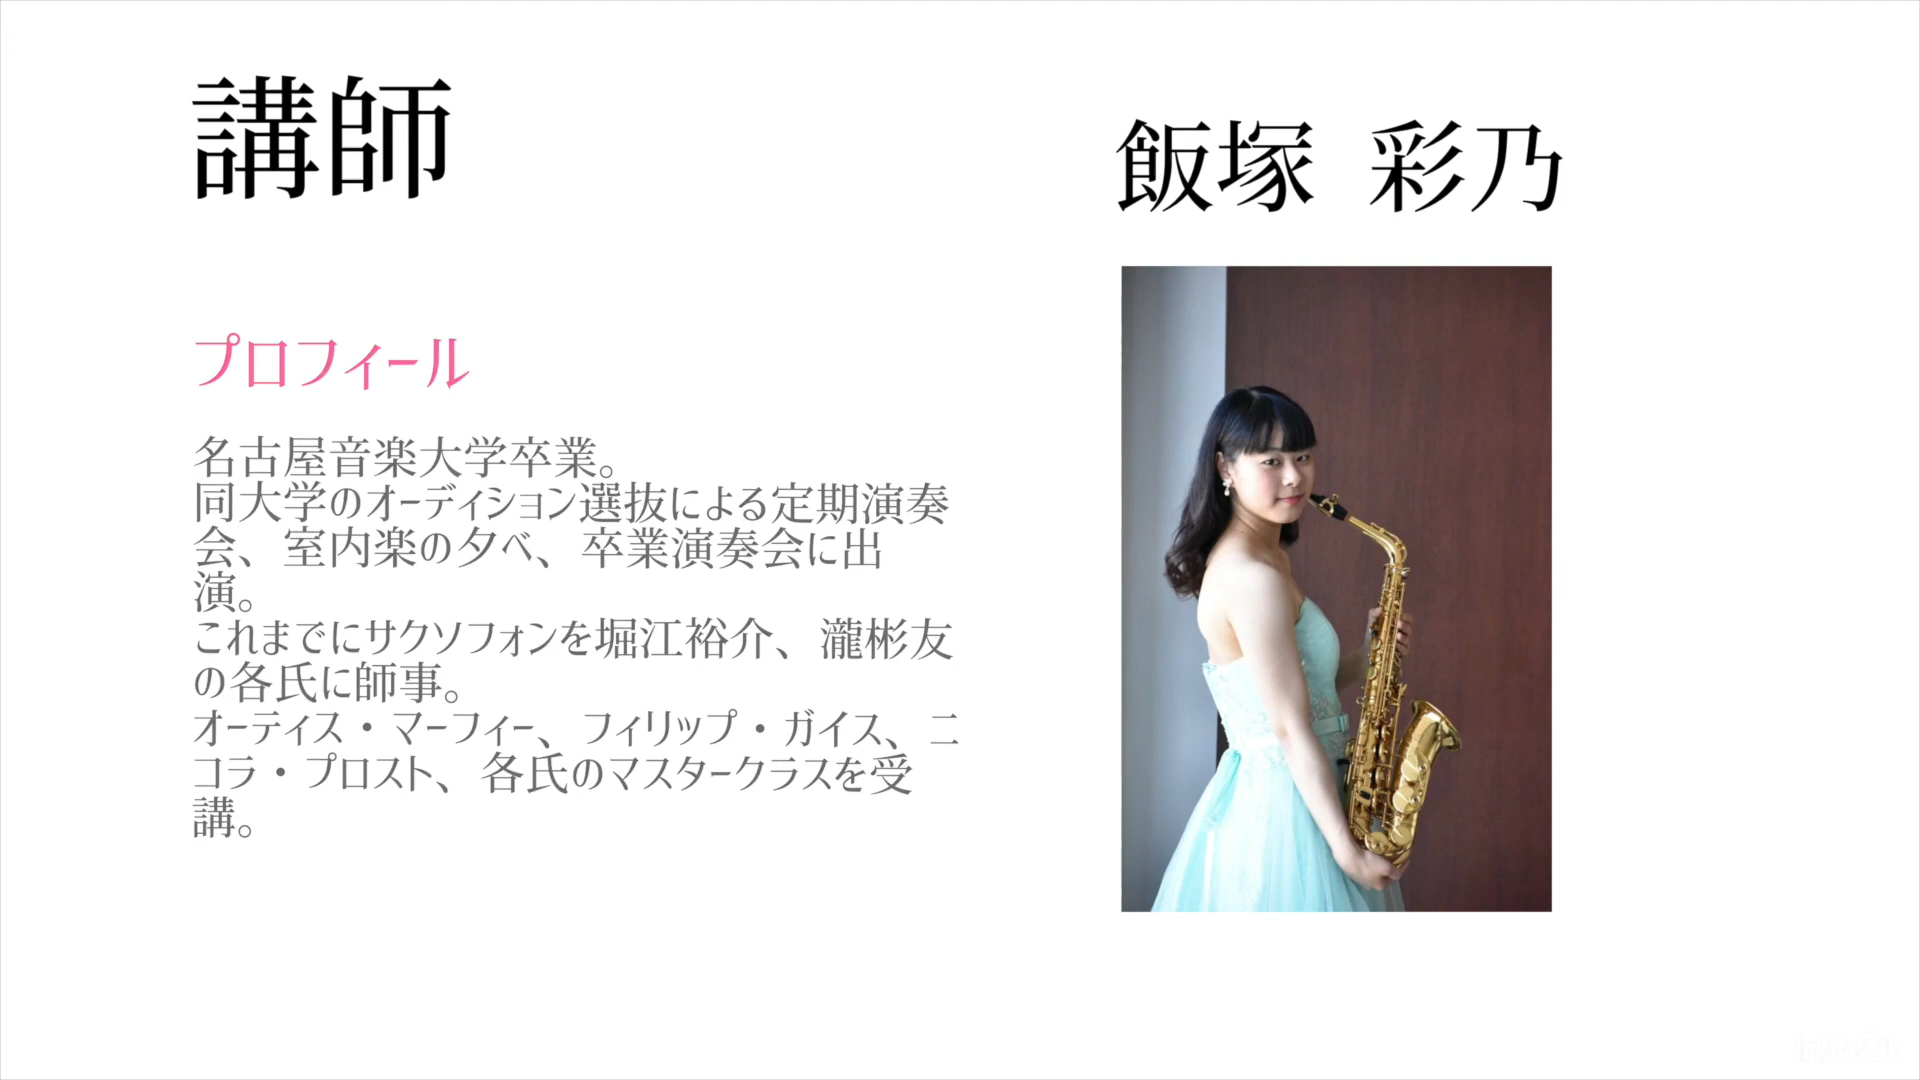 講師
飯塚 彩乃
プロフィール
名古屋音楽大学卒業。
同大学のオーディション選抜による定期演奏
会、室内楽の夕べ、卒業演奏会に出
演。
これまでにサクソフォンを堀江裕介、瀧彬友
の各氏に師事。
オーティス・マーフィー、フィリップ・ガイス、ニ
コラ・プロスト、各氏のマスタークラスを受
講。